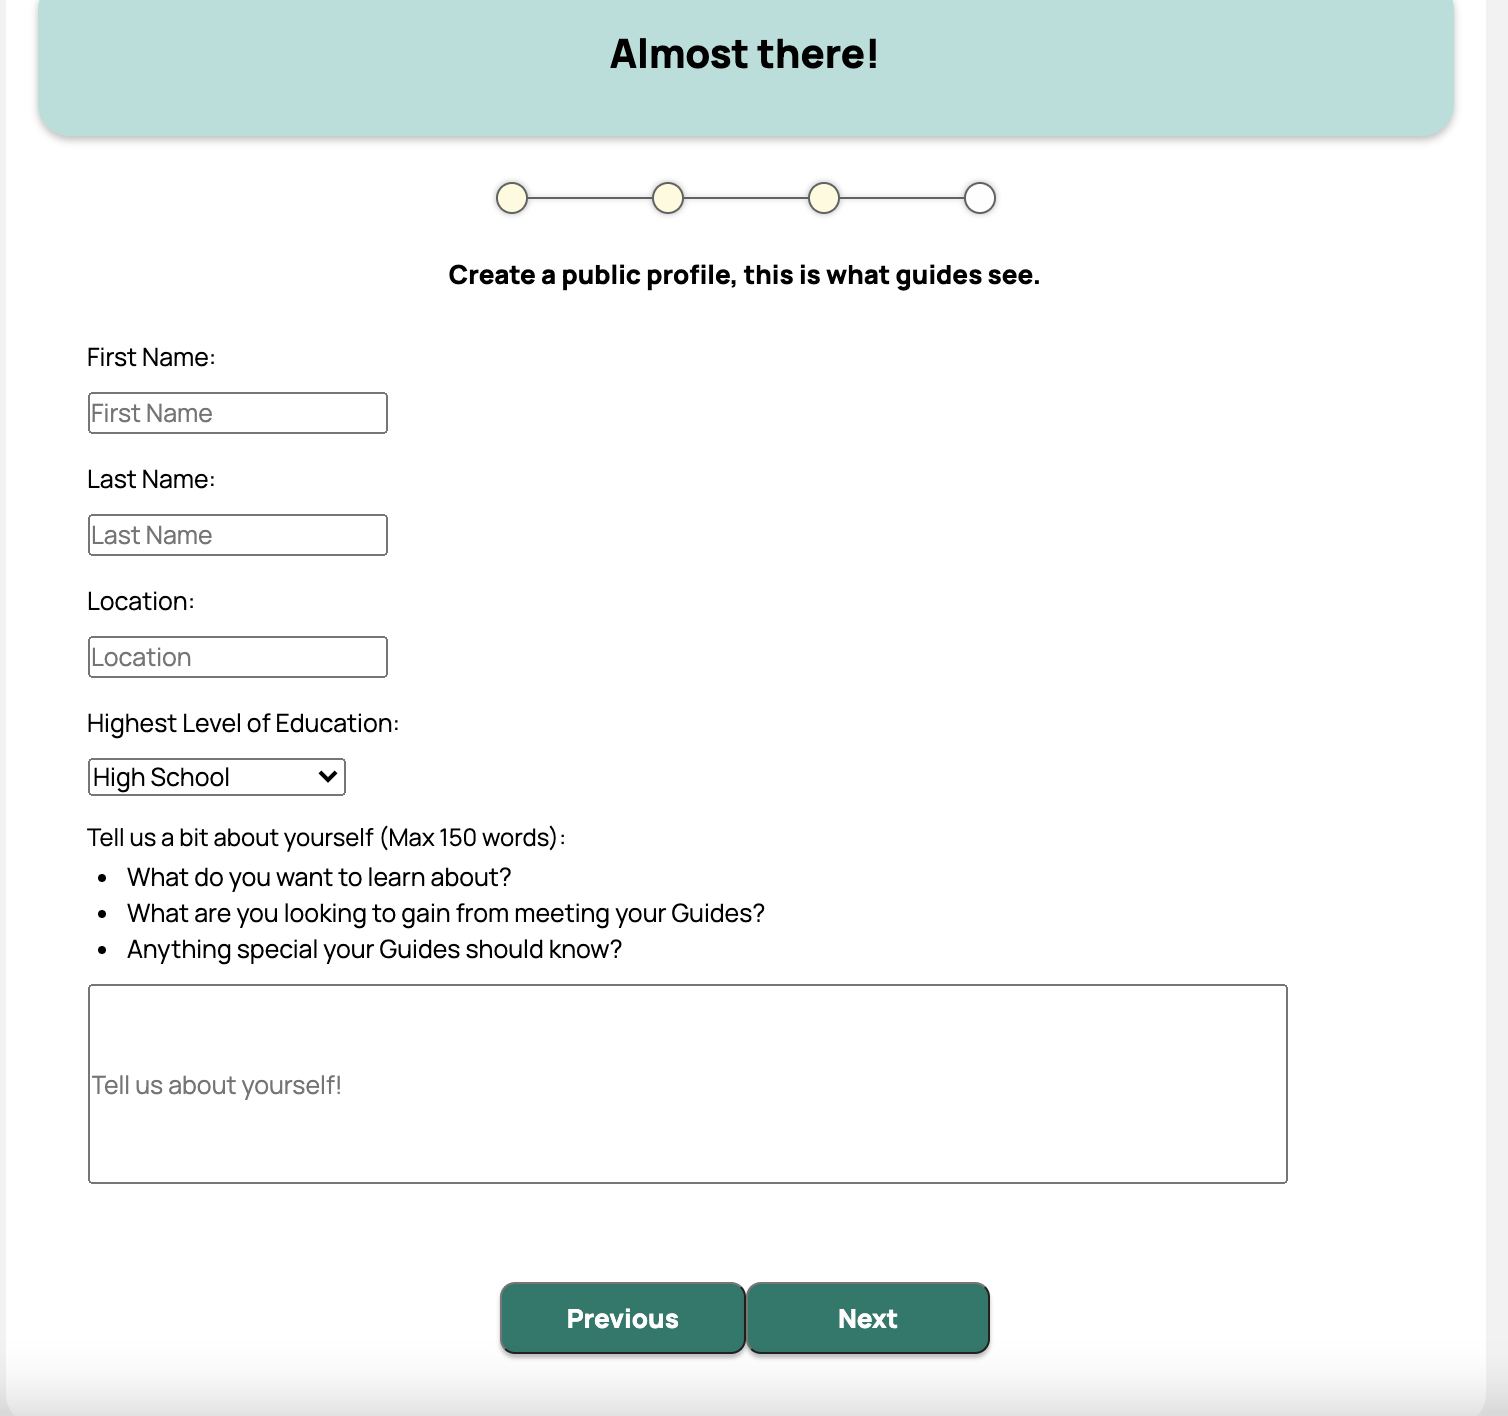 Almost there!
Create a public profile, this is what guides see.
First Name:
First Name
Last Name:
Last Name
Location:
Location
Highest Level of Education:
High School
Tell us a bit about yourself (Max 150 words):
What do you want to learn about?
What are you looking to gain from meeting your Guides?
Anything special your Guides should know?
Tell us about yourself!
Previous Next